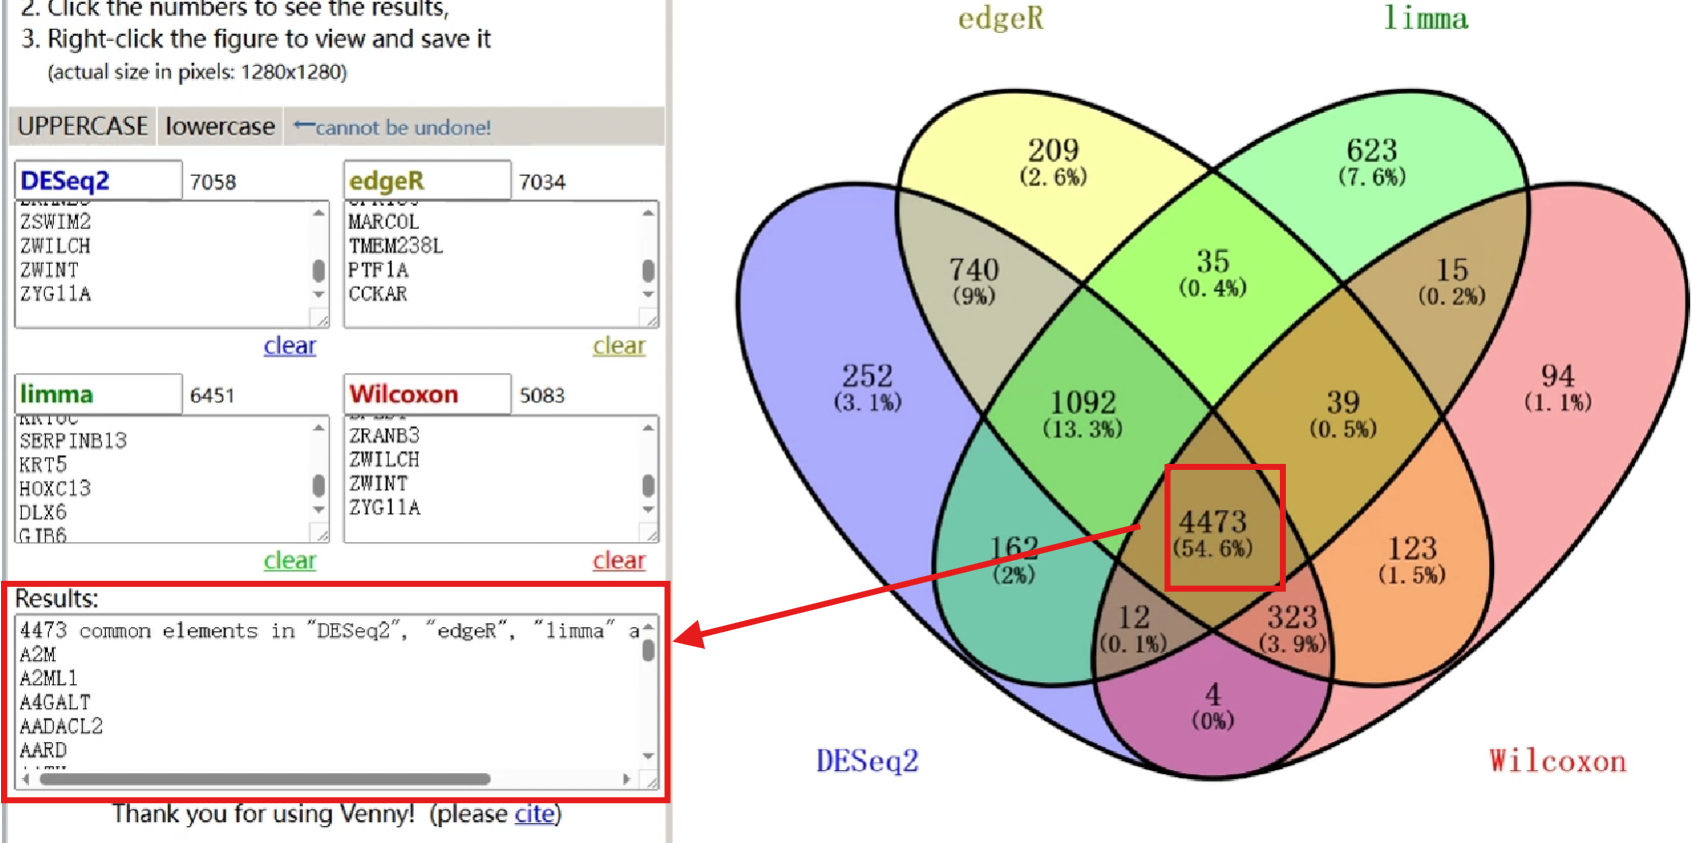 2. Click the numbers to see the results,
3. Right-click the figure to view and save it
(actual size in pixels: 1280x1280)
UPPERCASE lowercase ←cannot be undone!
DESeq2 7058
ZSWIM2
ZWILCH
ZWINT
ZYG11A
clear
edgeR 7034
MARCOL
TMEM238L
PTF1A
CCKAR
clear
limma 6451
SERPINB13
KRT5
HOXC13
DLX6
GJB6
clear
Wilcoxon 5083
ZRANB3
ZWILCH
ZWINT
ZYG11A
clear
Results:
4473 common elements in "DESeq2", "edgeR", "limma" a
A2M
A2ML1
A4GALT
AADACL2
AARD
Thank you for using Venny! (please cite)
edgeR
limma
209
(2.6%)
623
(7.6%)
740
(9%)
35
(0.4%)
15
(0.2%)
252
(3.1%)
1092
(13.3%)
39
(0.5%)
94
(1.1%)
162
(2%)
4473
(54.6%)
123
(1.5%)
12
(0.1%)
323
(3.9%)
4
(0%)
DESeq2
Wilcoxon